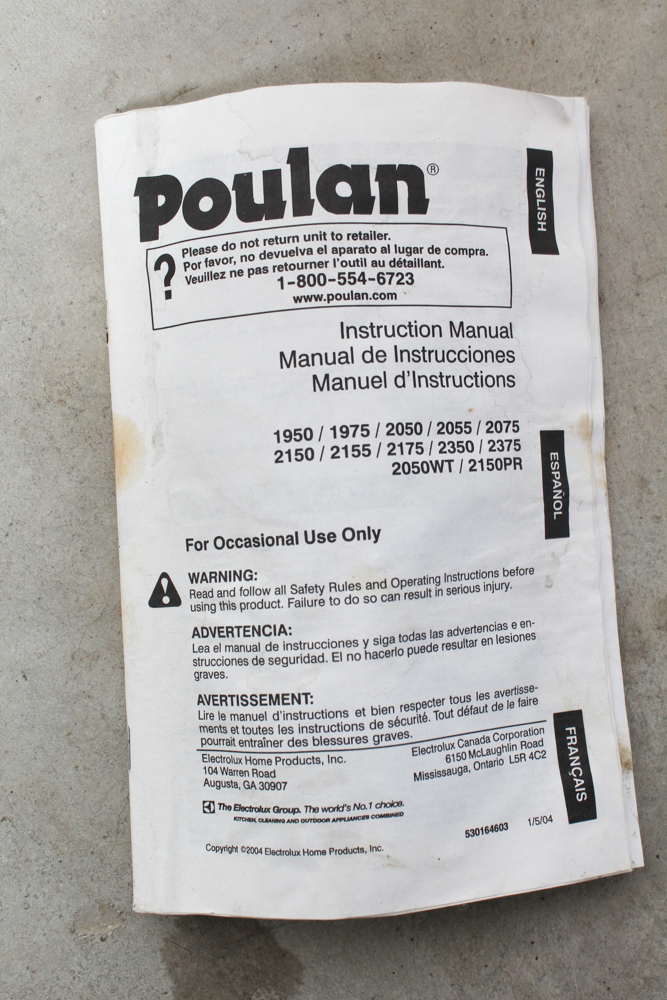 Poulan®
ENGLISH
?
Please do not return unit to retailer.
Por favor, no devuelva el aparato al lugar de compra.
Veuillez ne pas retourner l'outil au détaillant.
1-800-554-6723
www.poulan.com
Instruction Manual
Manual de Instrucciones
Manuel d'Instructions
1950 / 1975 / 2050 / 2055 / 2075
2150 / 2155 / 2175 / 2350 / 2375
2050WT / 2150PR
ESPAÑOL
For Occasional Use Only
WARNING:
Read and follow all Safety Rules and Operating Instructions before
using this product. Failure to do so can result in serious injury.
ADVERTENCIA:
Lea el manual de instrucciones y siga todas las advertencias e en-
strucciones de seguridad. El no hacerlo puede resultar en lesiones
graves.
AVERTISSEMENT:
Lire le manuel d'instructions et bien respecter tous les avertisse-
ments et toutes les instructions de sécurité. Tout défaut de le faire
pourrait entraîner des blessures graves.
Electrolux Home Products, Inc.
104 Warren Road
Augusta, GA 30907
Electrolux Canada Corporation
6150 McLaughlin Road
Mississauga, Ontario L5R 4C2
FRANÇAIS
The Electrolux Group. The world's No.1 choice.
KITCHEN, CLEANING AND OUTDOOR APPLIANCES COMBINED
530164603 1/5/04
Copyright ©2004 Electrolux Home Products, Inc.